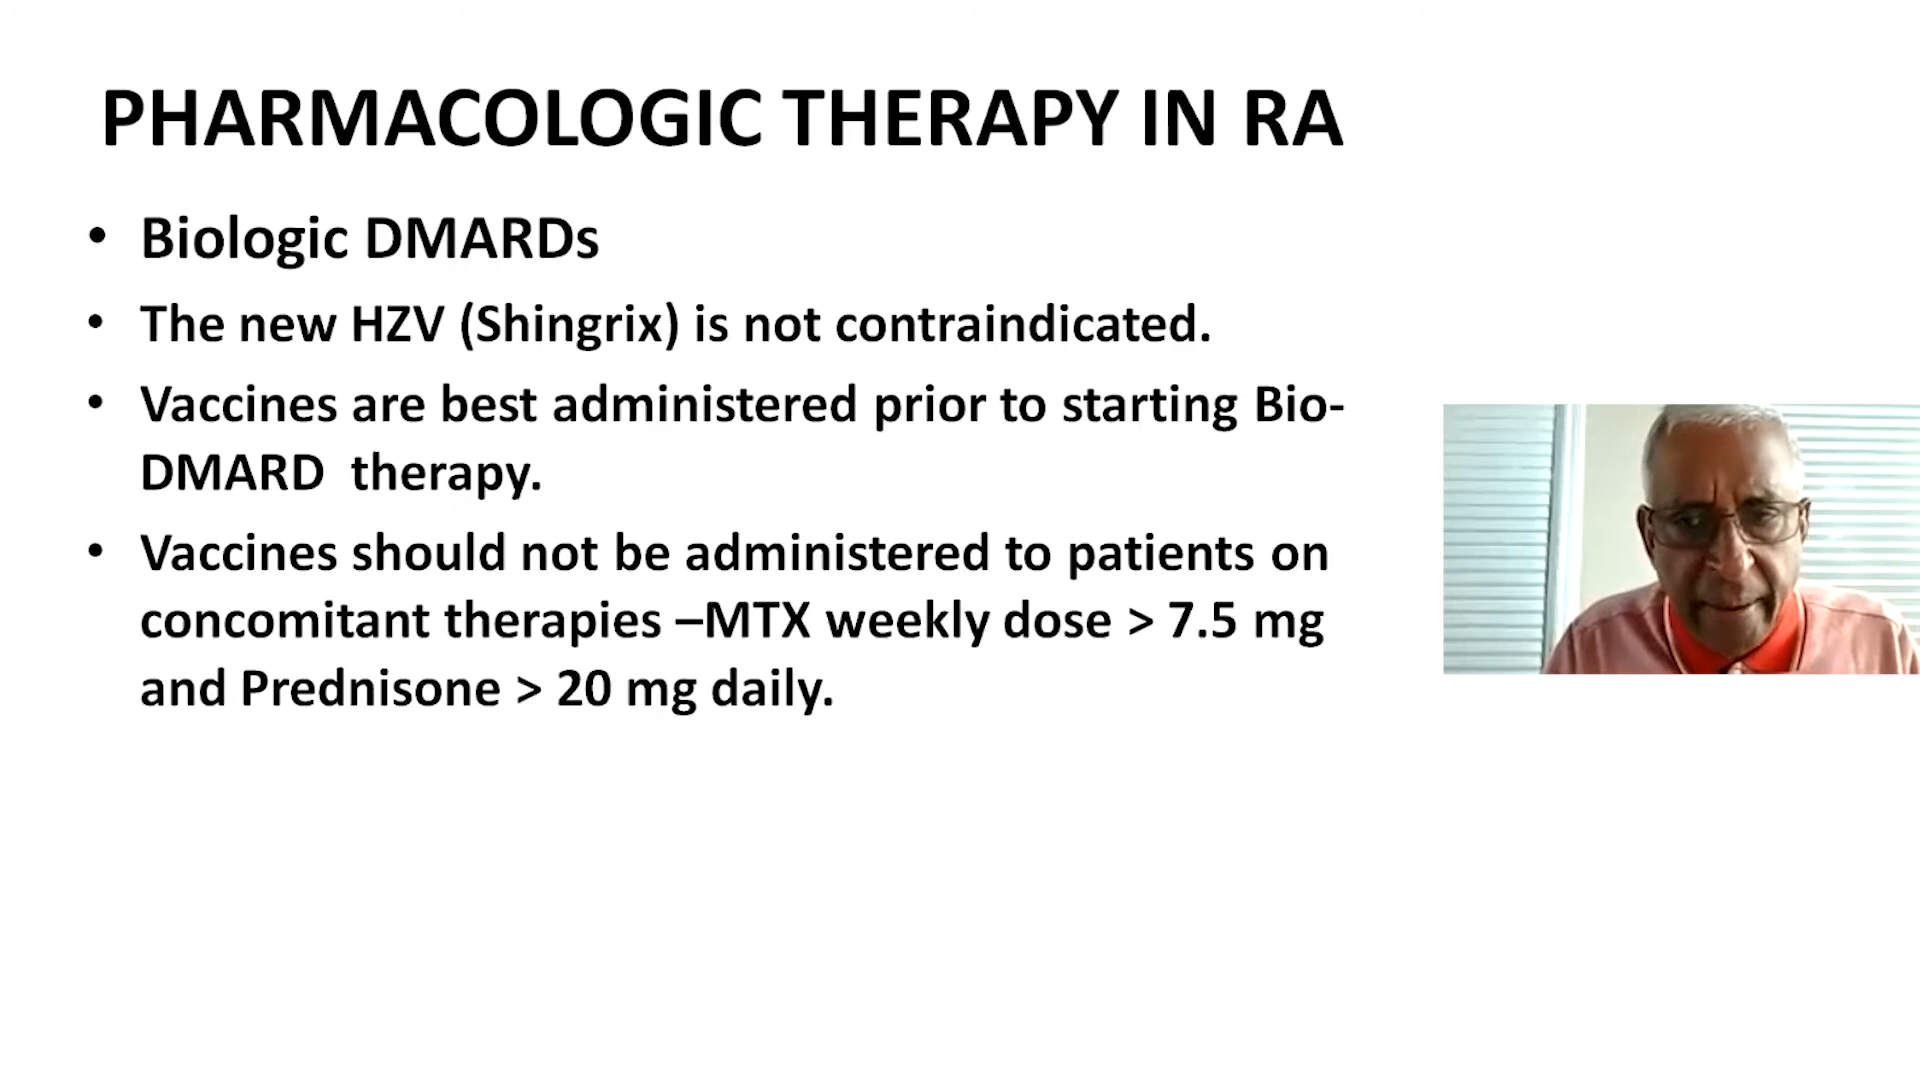 PHARMACOLOGIC THERAPY IN RA
• Biologic DMARDs
• The new HZV (Shingrix) is not contraindicated.
• Vaccines are best administered prior to starting Bio-
DMARD therapy.
• Vaccines should not be administered to patients on
concomitant therapies –MTX weekly dose > 7.5 mg
and Prednisone > 20 mg daily.